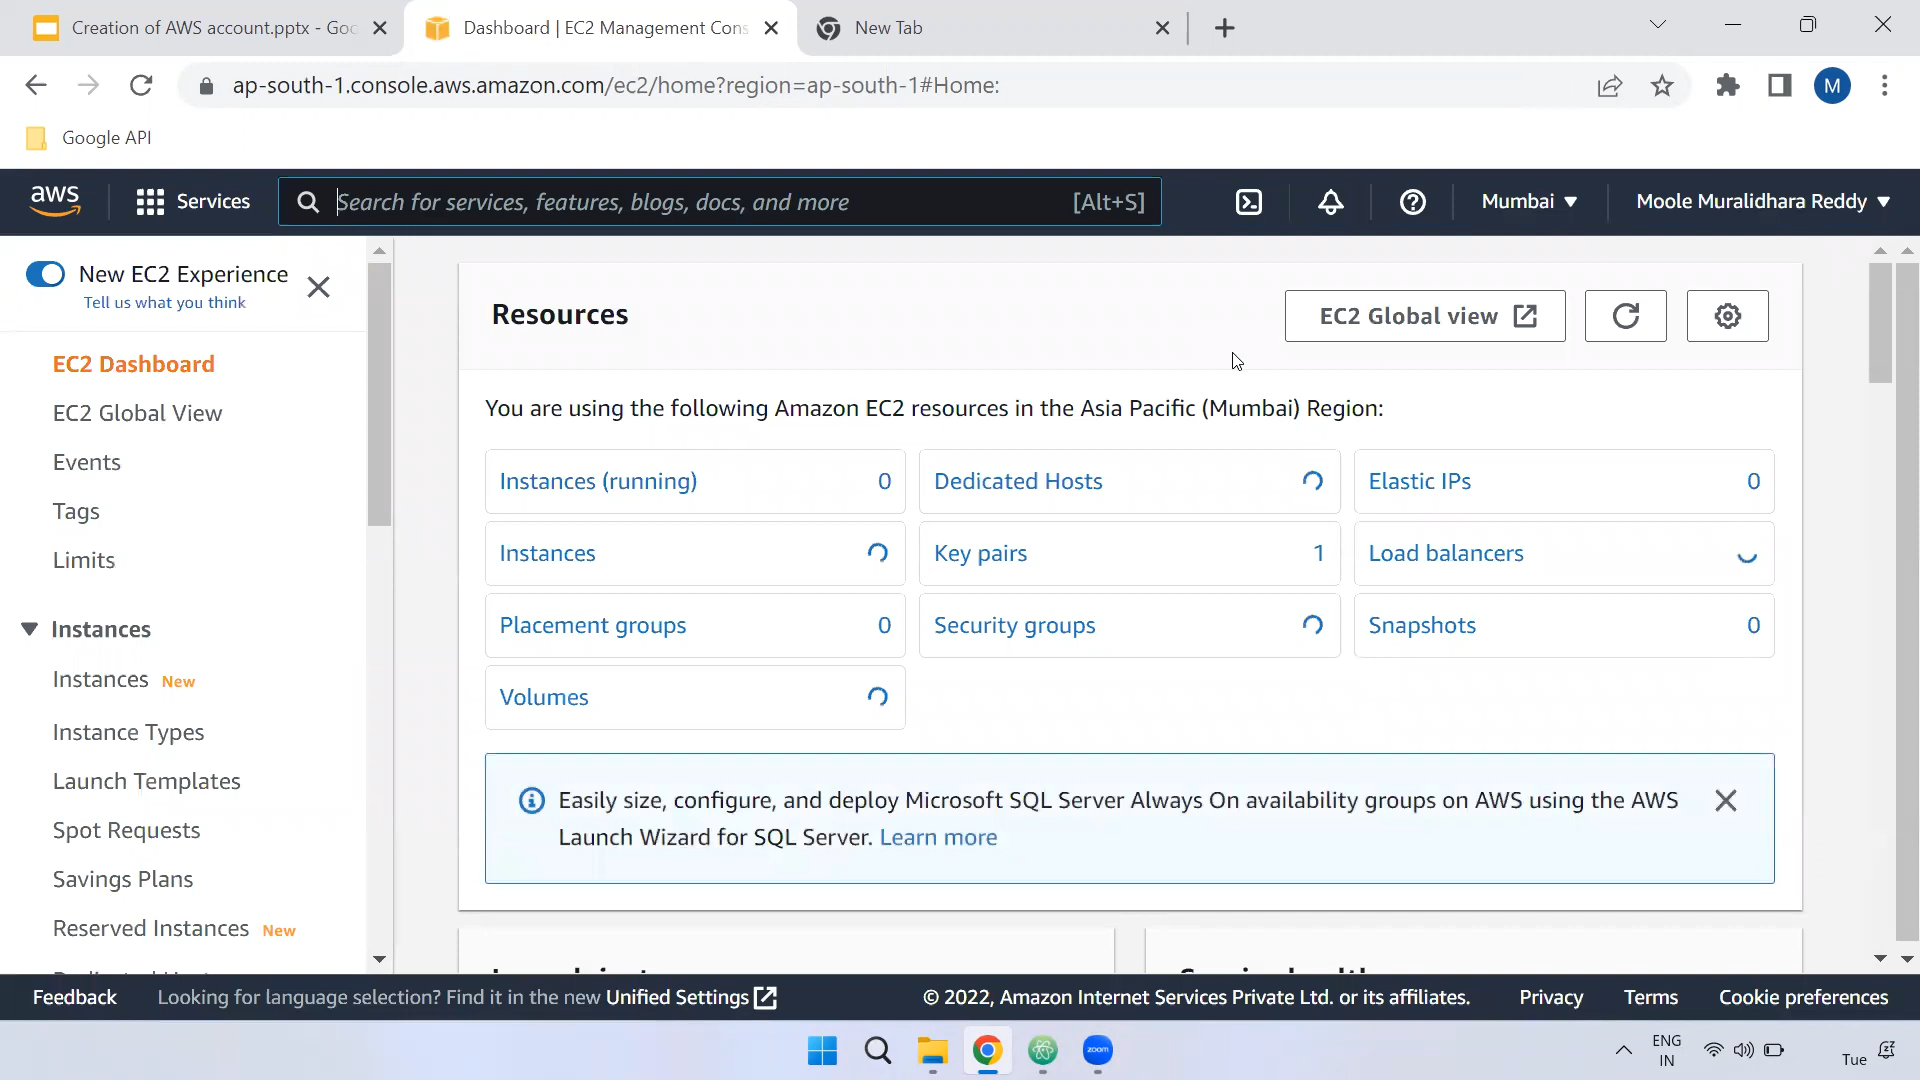 Creation of AWS account.pptx - Goo
Dashboard | EC2 Management Cons
New Tab
ap-south-1.console.aws.amazon.com/ec2/home?region=ap-south-1#Home:
M
Google API
aws
Services
Search for services, features, blogs, docs, and more
[Alt+S]
Mumbai
Moole Muralidhara Reddy
New EC2 Experience
Tell us what you think
EC2 Dashboard
EC2 Global View
Events
Tags
Limits
Instances
Instances New
Instance Types
Launch Templates
Spot Requests
Savings Plans
Reserved Instances New
Resources
EC2 Global view
You are using the following Amazon EC2 resources in the Asia Pacific (Mumbai) Region:
Instances (running) 0
Dedicated Hosts
Elastic IPs 0
Instances
Key pairs 1
Load balancers
Placement groups 0
Security groups
Snapshots 0
Volumes
Easily size, configure, and deploy Microsoft SQL Server Always On availability groups on AWS using the AWS
Launch Wizard for SQL Server. Learn more
Feedback
Looking for language selection? Find it in the new Unified Settings
© 2022, Amazon Internet Services Private Ltd. or its affiliates.
Privacy
Terms
Cookie preferences
zoom
ENG
IN
Tue